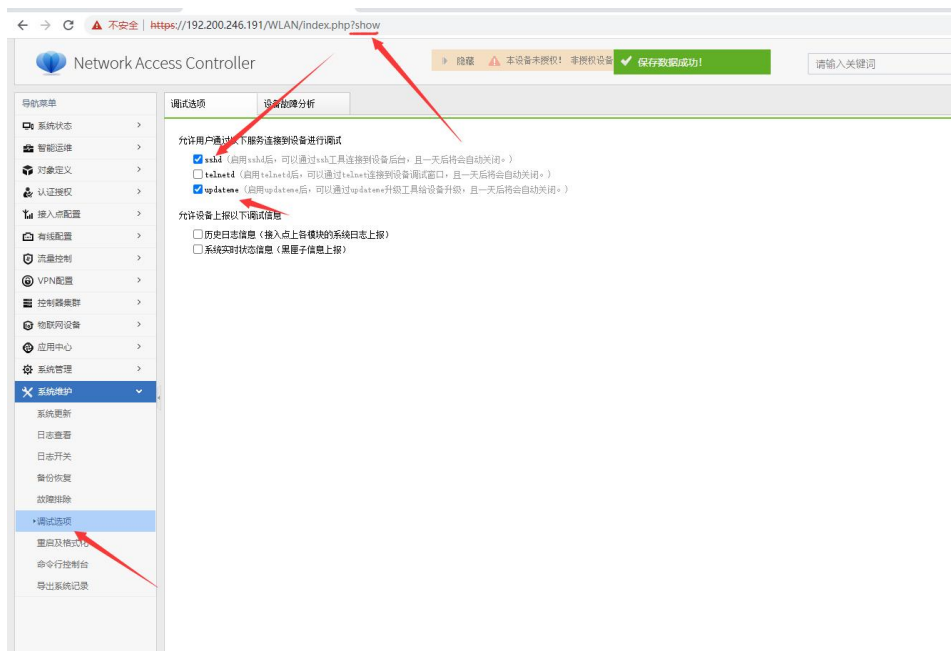 不安全 | https://192.200.246.191/WLAN/index.php?show
Network Access Controller
隐藏 本设备未授权! 非授权设备
保存数据成功!
请输入关键词
导航菜单
调试选项 设备故障分析
系统状态
智能运维
对象定义
认证授权
接入点配置
有线配置
流量控制
VPN配置
控制器集群
物联网设备
应用中心
系统管理
系统维护
系统更新
日志查看
日志开关
备份恢复
故障排除
调试选项
重启及格式化
命令行控制台
导出系统记录
允许用户通过以下服务连接到设备进行调试
sshd (启用sshd后, 可以通过ssh工具连接到设备后台, 且一天后将会自动关闭。)
telnetd (启用telnetd后, 可以通过telnet连接到设备调试窗口, 且一天后将会自动关闭。)
updateme (启用updateme后, 可以通过updateme升级工具给设备升级, 且一天后将会自动关闭。)
允许设备上报以下调试信息
历史日志信息 (接入点上各模块的系统日志上报)
系统实时状态信息 (黑匣子信息上报)